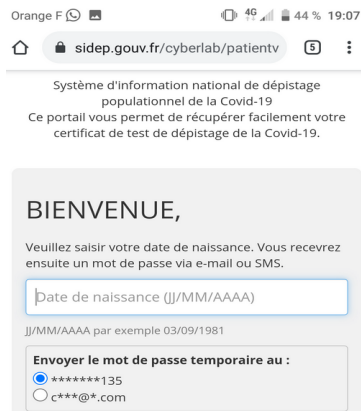 Orange F 4G 44 % 19:07
sidep.gouv.fr/cyberlab/patientv 5
Système d'information national de dépistage
populationnel de la Covid-19
Ce portail vous permet de récupérer facilement votre
certificat de test de dépistage de la Covid-19.
BIENVENUE,
Veuillez saisir votre date de naissance. Vous recevrez
ensuite un mot de passe via e-mail ou SMS.
Date de naissance (JJ/MM/AAAA)
JJ/MM/AAAA par exemple 03/09/1981
Envoyer le mot de passe temporaire au :
*******135
c***@*.com